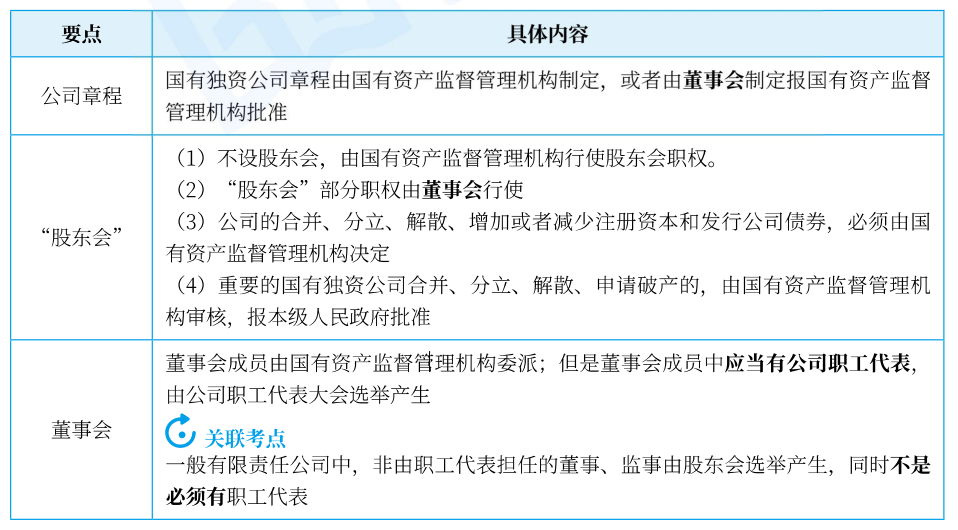 要点 具体内容
公司章程
国有独资公司章程由国有资产监督管理机构制定，或者由董事会制定报国有资产监督
管理机构批准
“股东会”
（1）不设股东会，由国有资产监督管理机构行使股东会职权。
（2）“股东会”部分职权由董事会行使
（3）公司的合并、分立、解散、增加或者减少注册资本和发行公司债券，必须由国
有资产监督管理机构决定
（4）重要的国有独资公司合并、分立、解散、申请破产的，由国有资产监督管理机
构审核，报本级人民政府批准
董事会
董事会成员由国有资产监督管理机构委派；但是董事会成员中应当有公司职工代表，
由公司职工代表大会选举产生
关联考点
一般有限责任公司中，非由职工代表担任的董事、监事由股东会选举产生，同时不是
必须有职工代表